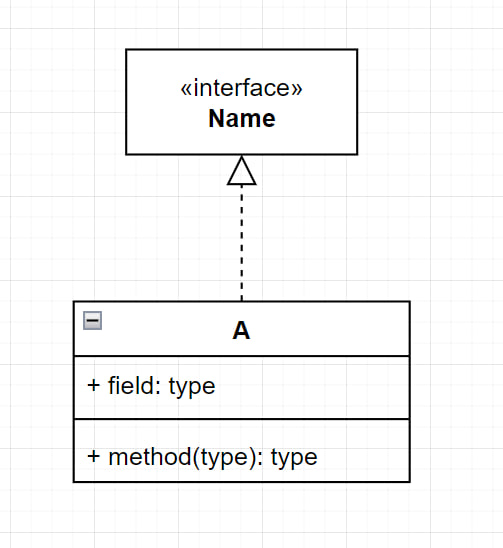 «interface»
Name
A
+ field: type
+ method(type): type